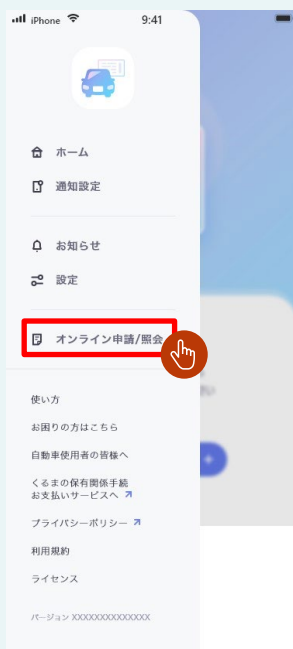 iPhone 9:41
ホーム
通知設定
お知らせ
設定
オンライン申請/照会
使い方
お困りの方はこちら
自動車使用者の皆様へ
くるまの保有関係手続
お支払いサービスへ
プライバシーポリシー
利用規約
ライセンス
バージョン XXXXXXXXXXXXXX